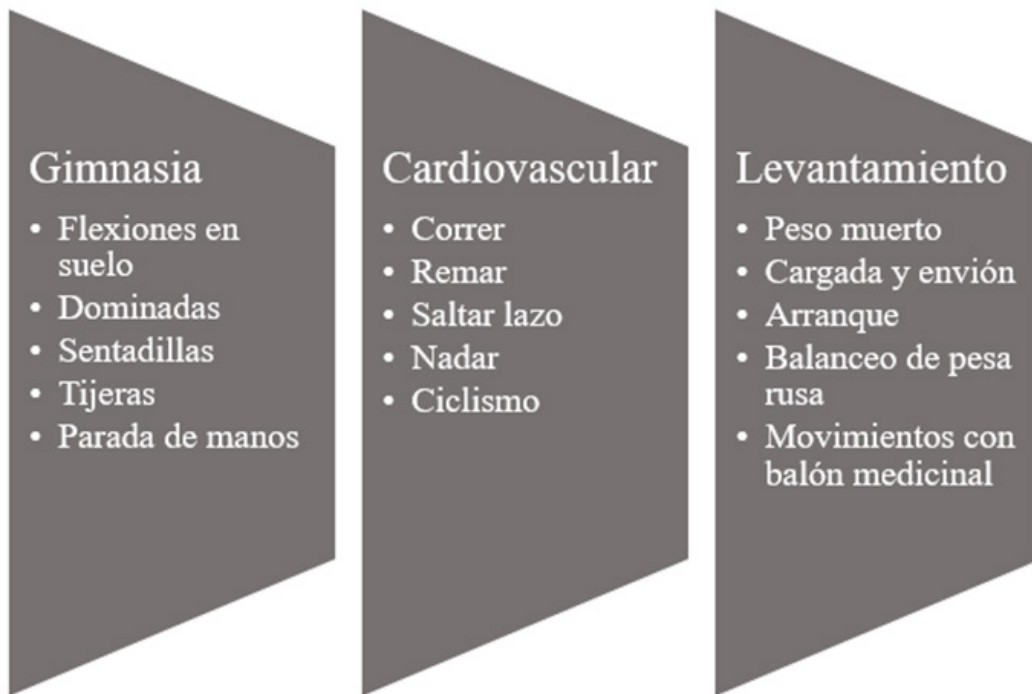 Gimnasia
• Flexiones en
suelo
• Dominadas
• Sentadillas
• Tijeras
• Parada de manos
Cardiovascular
• Correr
• Remar
• Saltar lazo
• Nadar
• Ciclismo
Levantamiento
• Peso muerto
• Cargada y envión
• Arranque
• Balanceo de pesa
rusa
• Movimientos con
balón medicinal